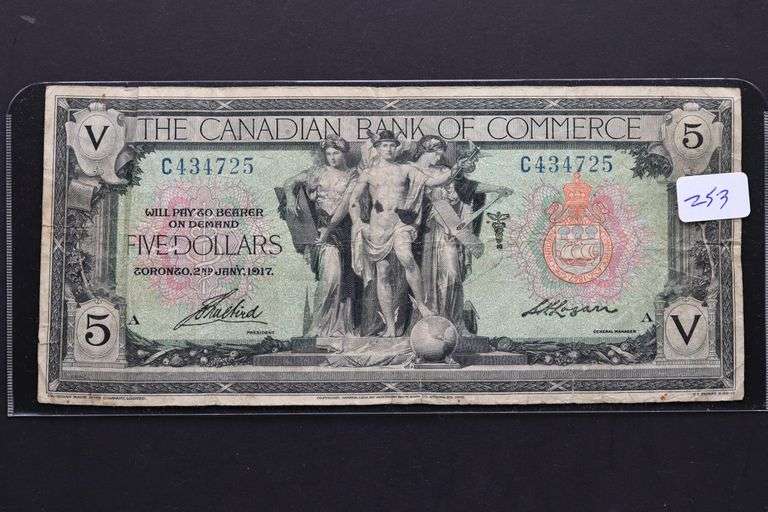 THE CANADIAN BANK OF COMMERCE
V
5
C434725
C434725
253
WILL PAY TO BEARER
ON DEMAND
FIVE DOLLARS
TORONTO, 2ND JANY, 1917.
5
A
PRESIDENT
GENERAL MANAGER
A
V